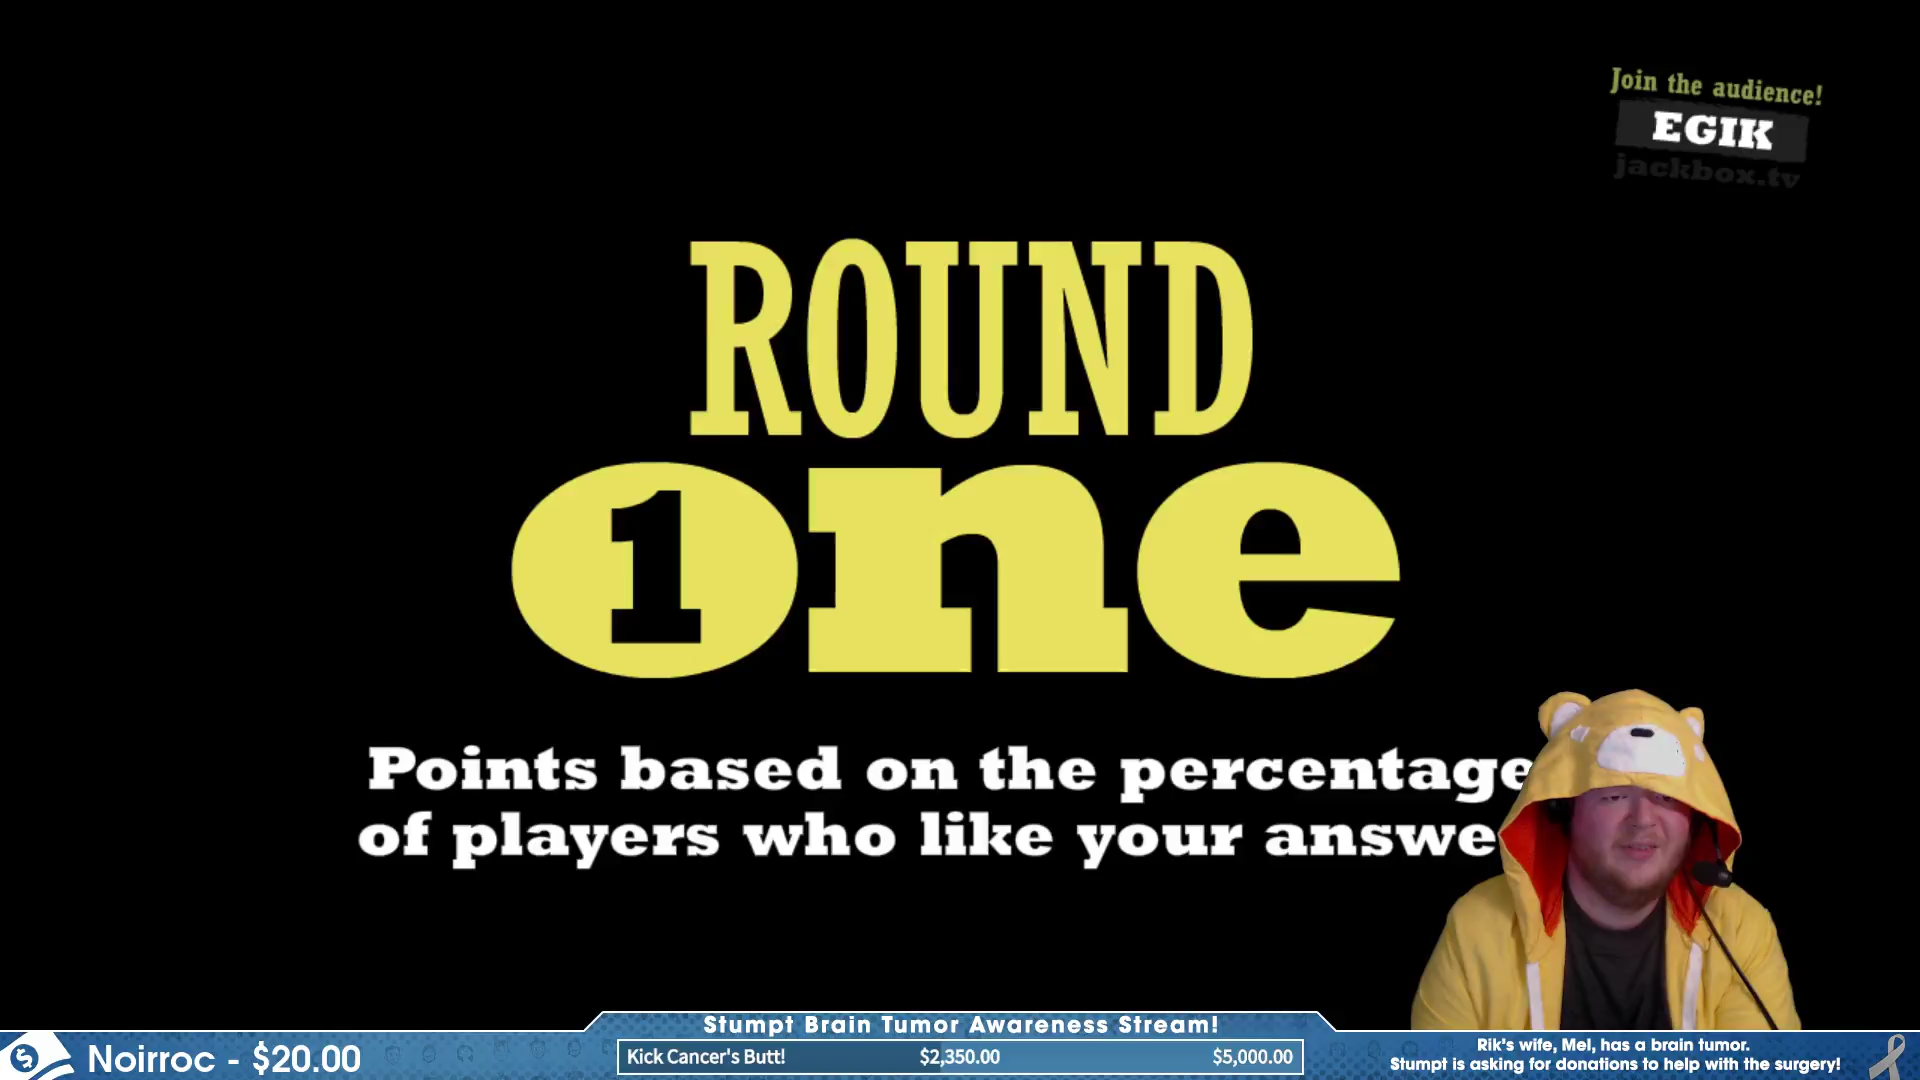 Join the audience!
EGIK
jackbox.tv
ROUND
one
1
Points based on the percentage
of players who like your answe
Stumpt Brain Tumor Awareness Stream!
Noirroc - $20.00
Kick Cancer's Butt! $2,350.00 $5,000.00
Rik's wife, Mel, has a brain tumor.
Stumpt is asking for donations to help with the surgery!